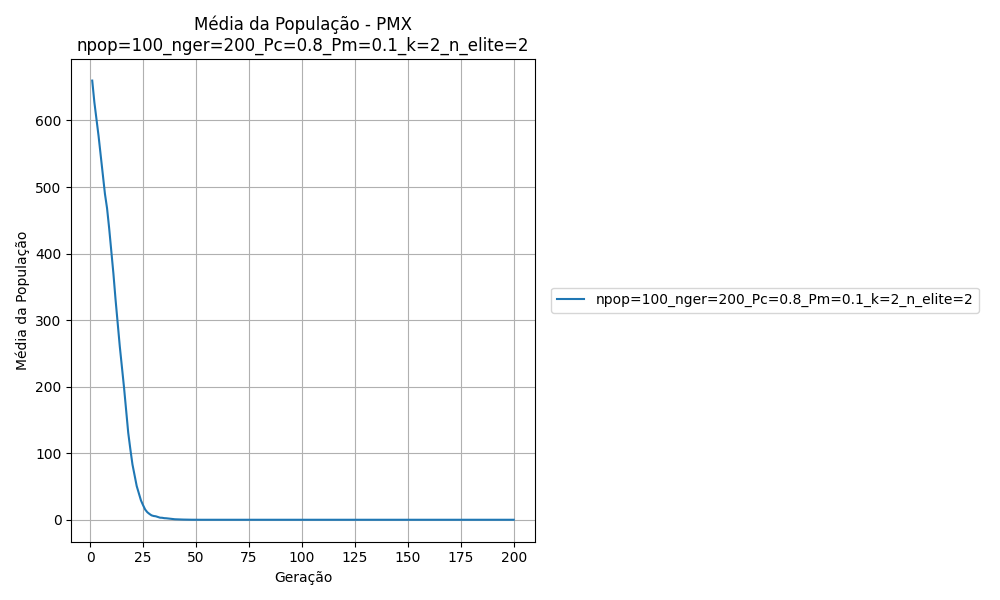 Média da População - PMX
npop=100_nger=200_Pc=0.8_Pm=0.1_k=2_n_elite=2
Média da População
600
500
400
300
200
100
0
0 25 50 75 100 125 150 175 200
Geração
npop=100_nger=200_Pc=0.8_Pm=0.1_k=2_n_elite=2